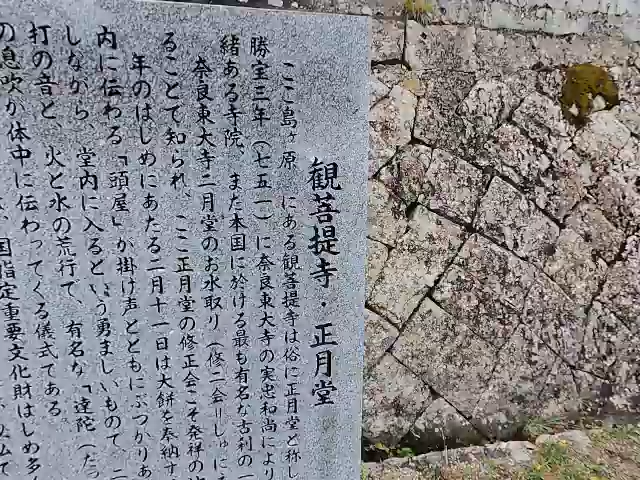 観菩提寺・正月堂
ここ島ヶ原にある観菩提寺は俗に正月堂と称し
勝宝三年（七五一）に奈良東大寺の実忠和尚により
緒ある寺院、また本国に於ける最も有名な古刹の一
奈良東大寺二月堂のお水取り（修二会＝しゅにえ
ることで知られ、ここ正月堂の修正会こそ発祥の
年のはじめにあたる二月十一日は大餅を奉納す
内に伝わる「頭屋」が掛け声とともにぶつかりあ
しながら、堂内に入るという勇ましいもので、二
打の音と、火と水の荒行で、有名な「達陀（だっ
の息吹が体中に伝わってくる儀式である
国指定重要文化財はじめ多く